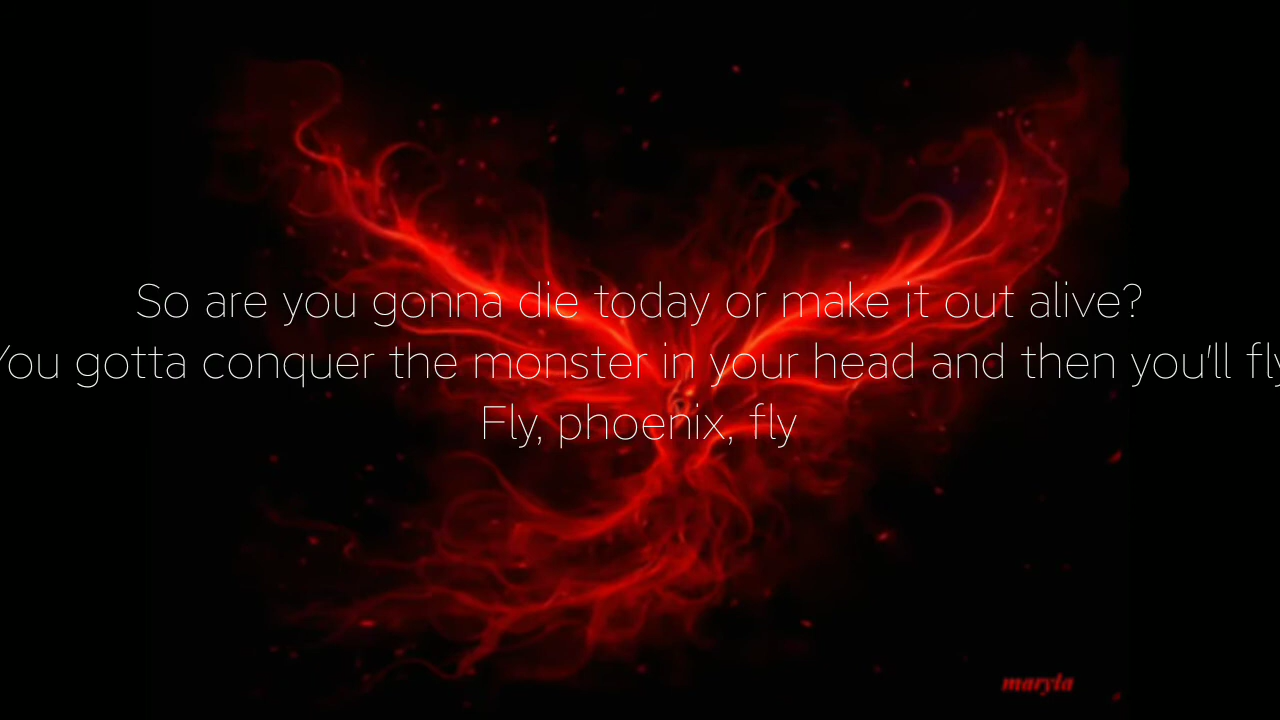 So are you gonna die today or make it out alive?
You gotta conquer the monster in your head and then you'll fly
Fly, phoenix, fly
maryla